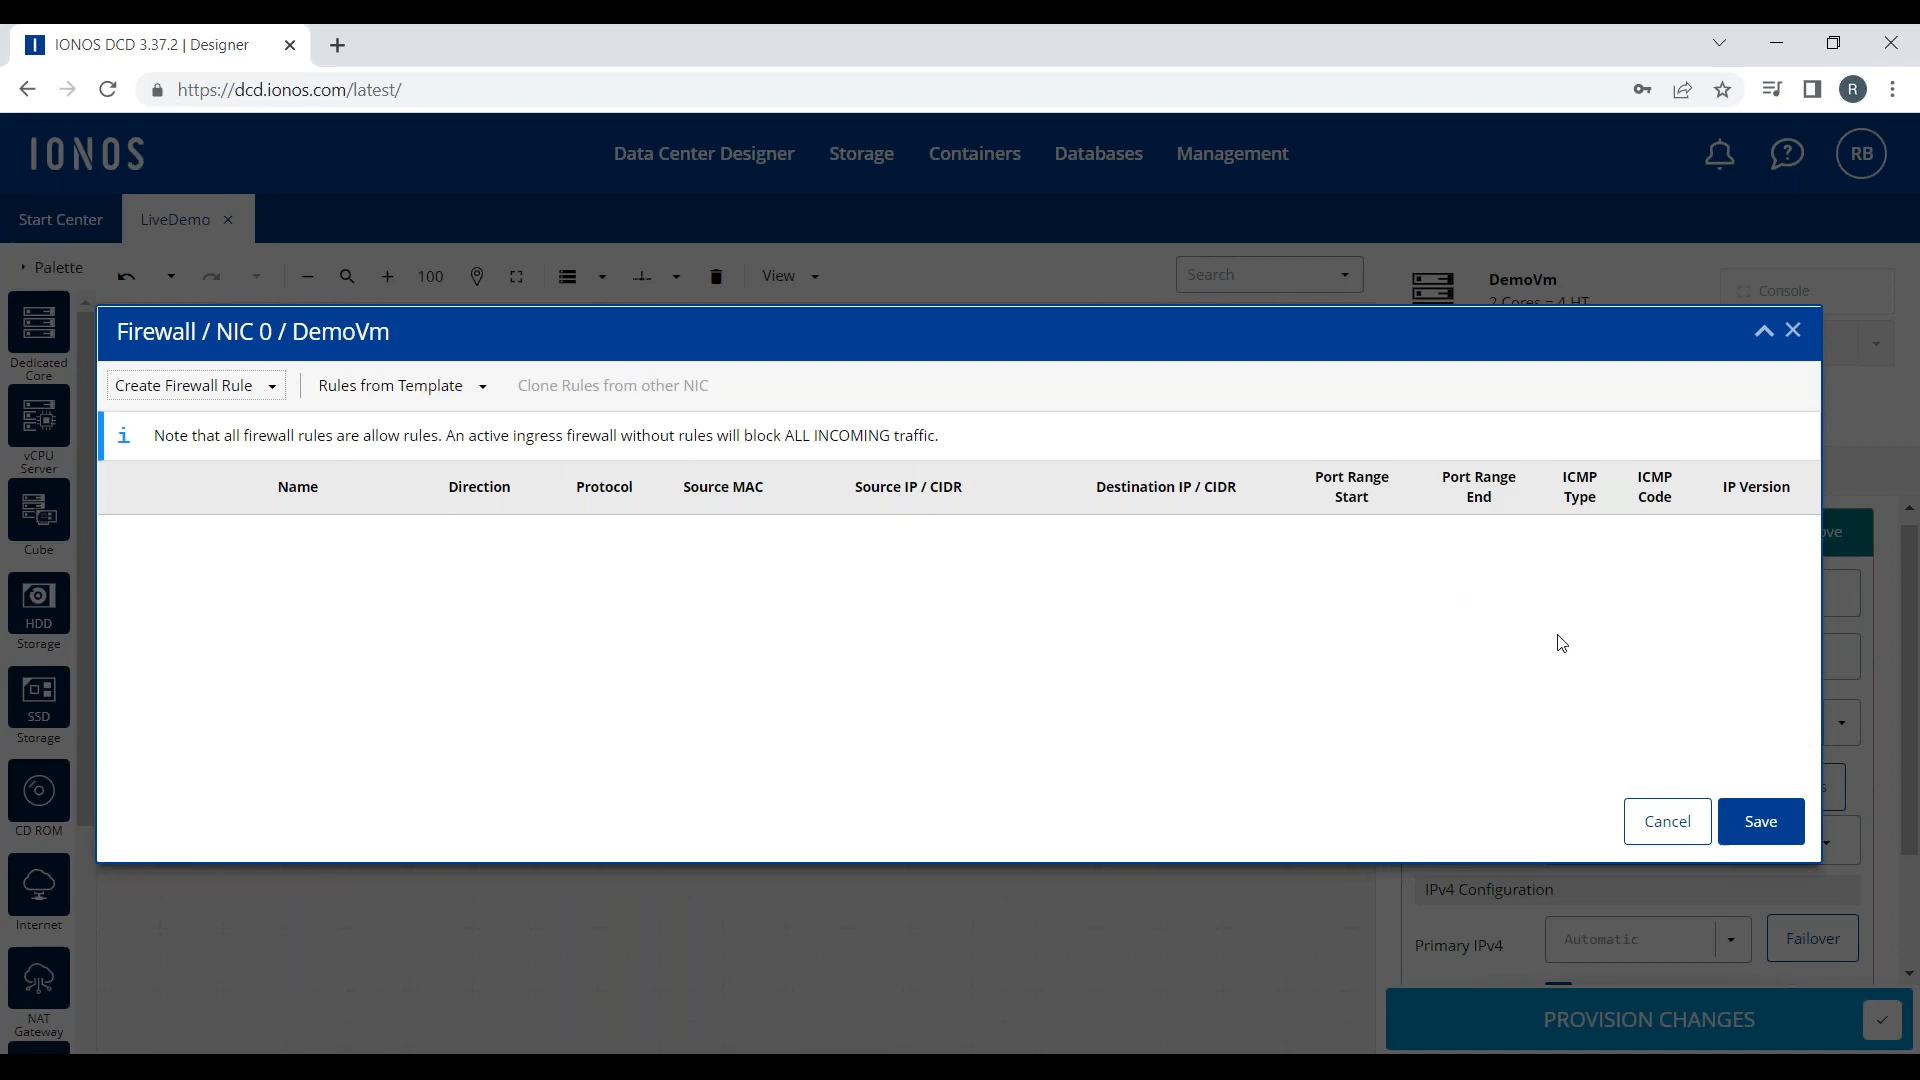 IONOS DCD 3.37.2 | Designer
https://dcd.ionos.com/latest/
R
IONOS
Data Center Designer
Storage
Containers
Databases
Management
RB
Start Center
LiveDemo
Palette
100
View
Search
DemoVm
2 Cores = 4 HT
Console
Firewall / NIC 0 / DemoVm
Create Firewall Rule
Rules from Template
Clone Rules from other NIC
i Note that all firewall rules are allow rules. An active ingress firewall without rules will block ALL INCOMING traffic.
Name
Direction
Protocol
Source MAC
Source IP / CIDR
Destination IP / CIDR
Port Range
Start
Port Range
End
ICMP
Type
ICMP
Code
IP Version
Cancel
Save
Dedicated
Core
vCPU
Server
Cube
HDD
Storage
SSD
Storage
CD ROM
Internet
NAT
Gateway
IPv4 Configuration
Primary IPv4
Automatic
Failover
PROVISION CHANGES